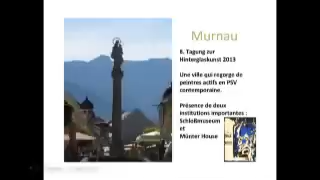 Murnau
8. Tagung zur
Hinterglaskunst 2013
Une ville qui regorge de
peintres actifs en PSV
contemporaine.
Présence de deux
institutions importantes :
Schloßmuseum
et
Münter House